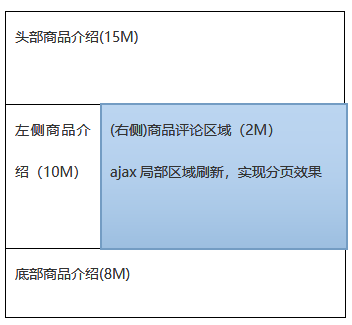 头部商品介绍(15M)
左侧商品介
绍（10M）
(右侧)商品评论区域（2M）
ajax 局部区域刷新，实现分页效果
底部商品介绍(8M)